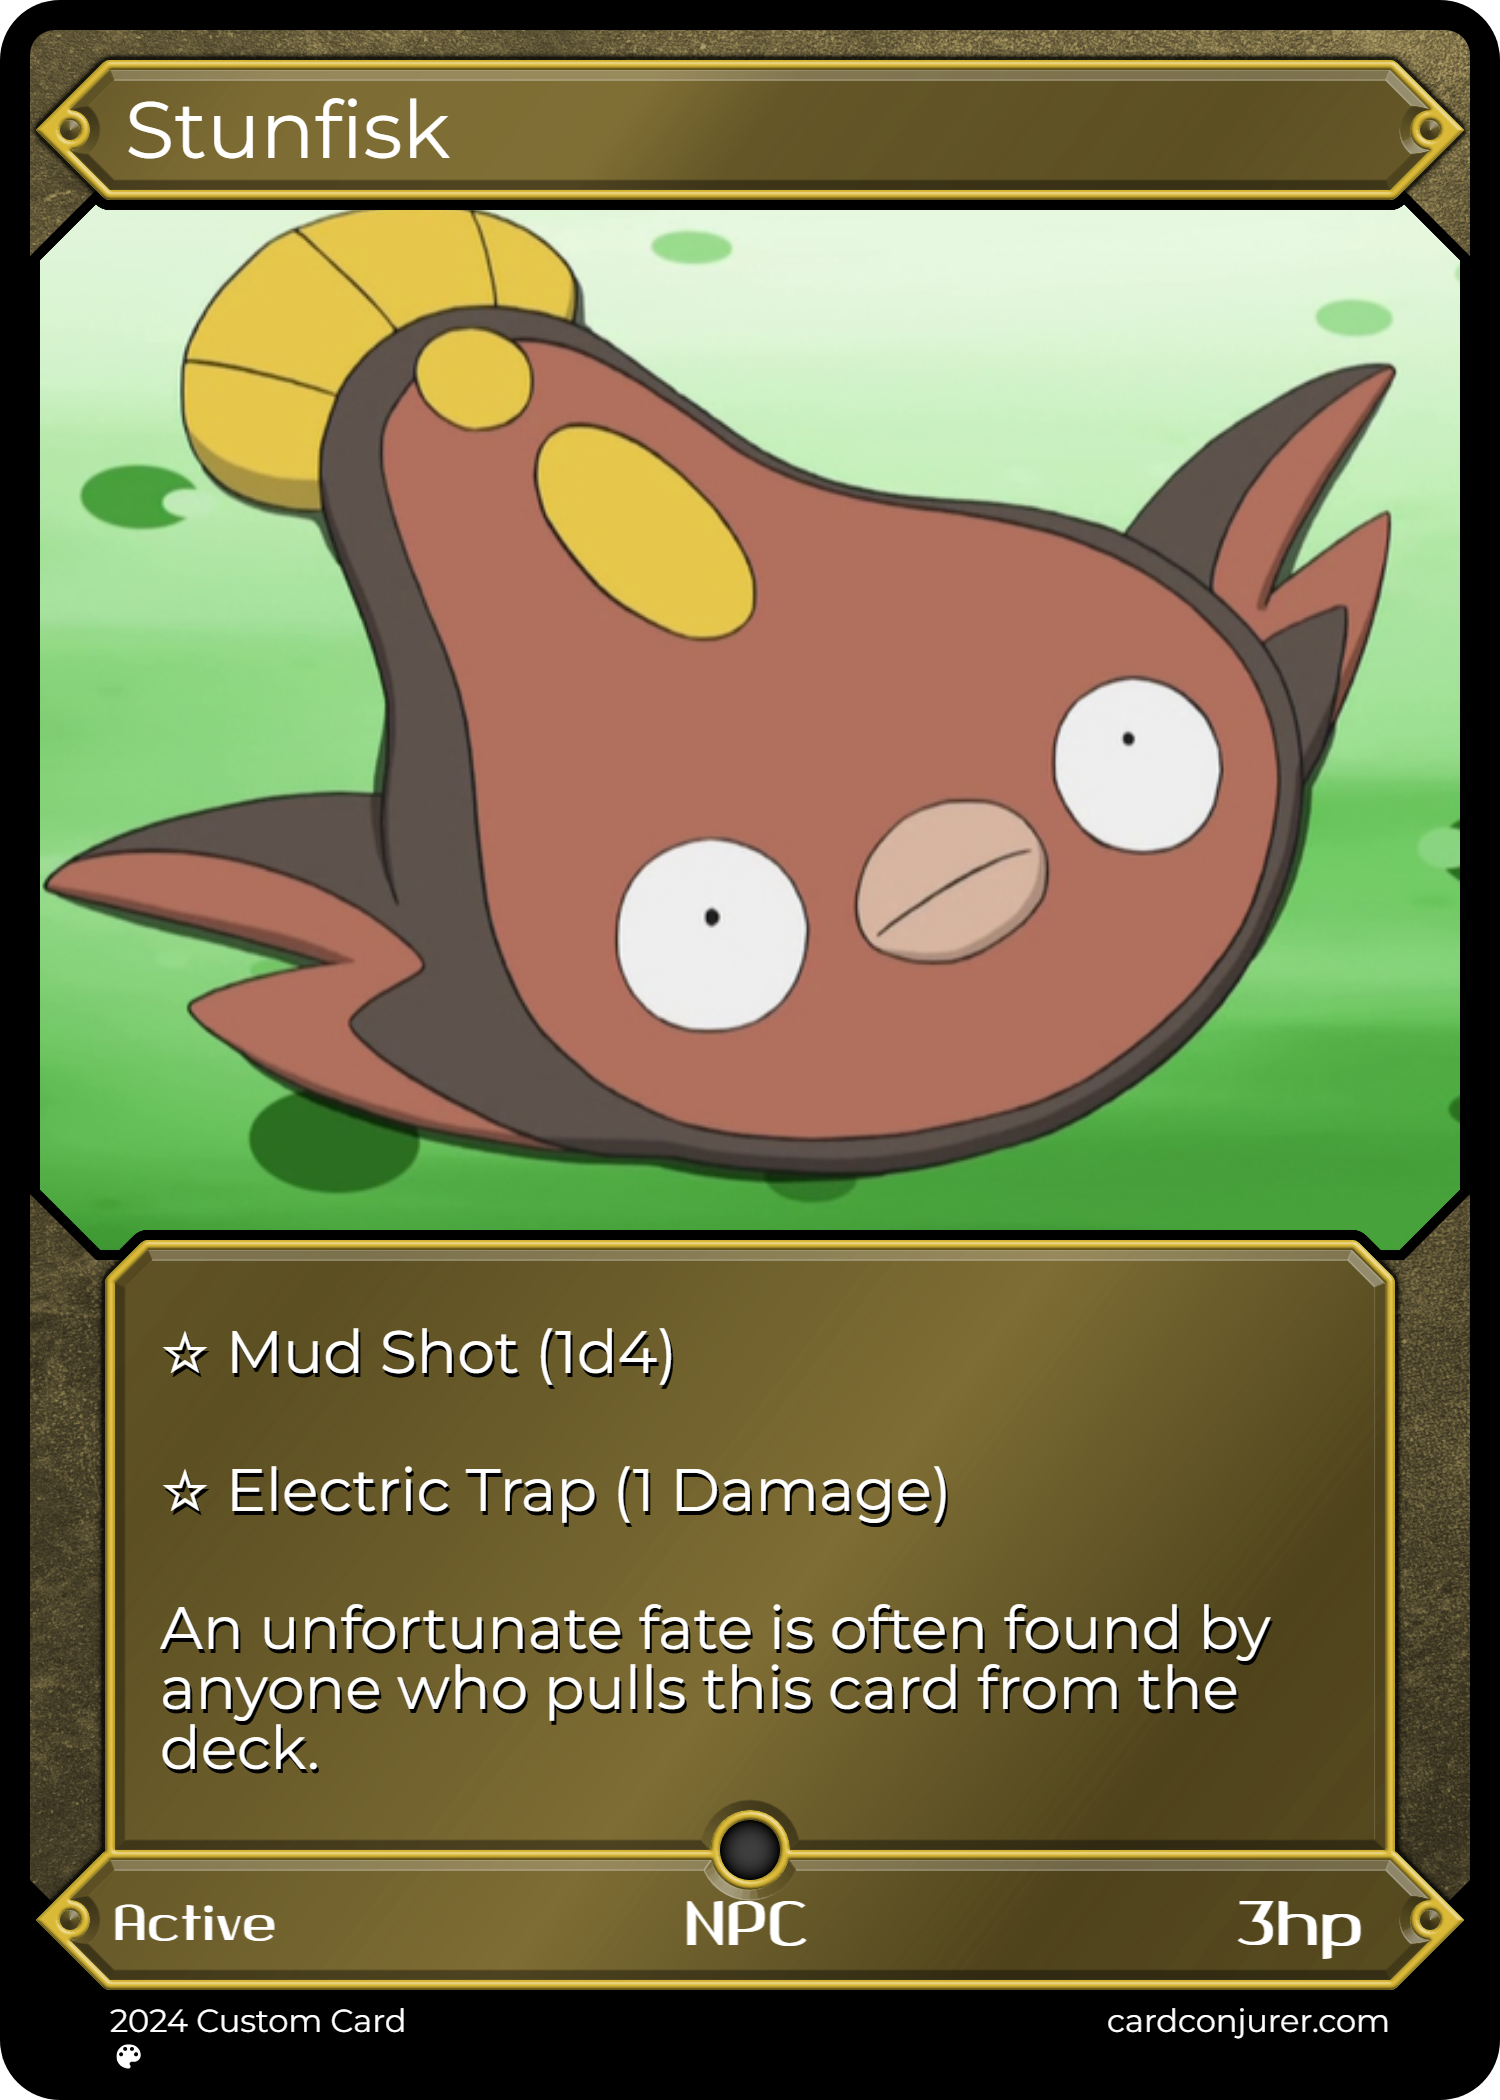 Stunfisk
☆ Mud Shot (1d4)
☆ Electric Trap (1 Damage)
An unfortunate fate is often found by
anyone who pulls this card from the
deck.
Active NPC 3hp
2024 Custom Card cardconjurer.com